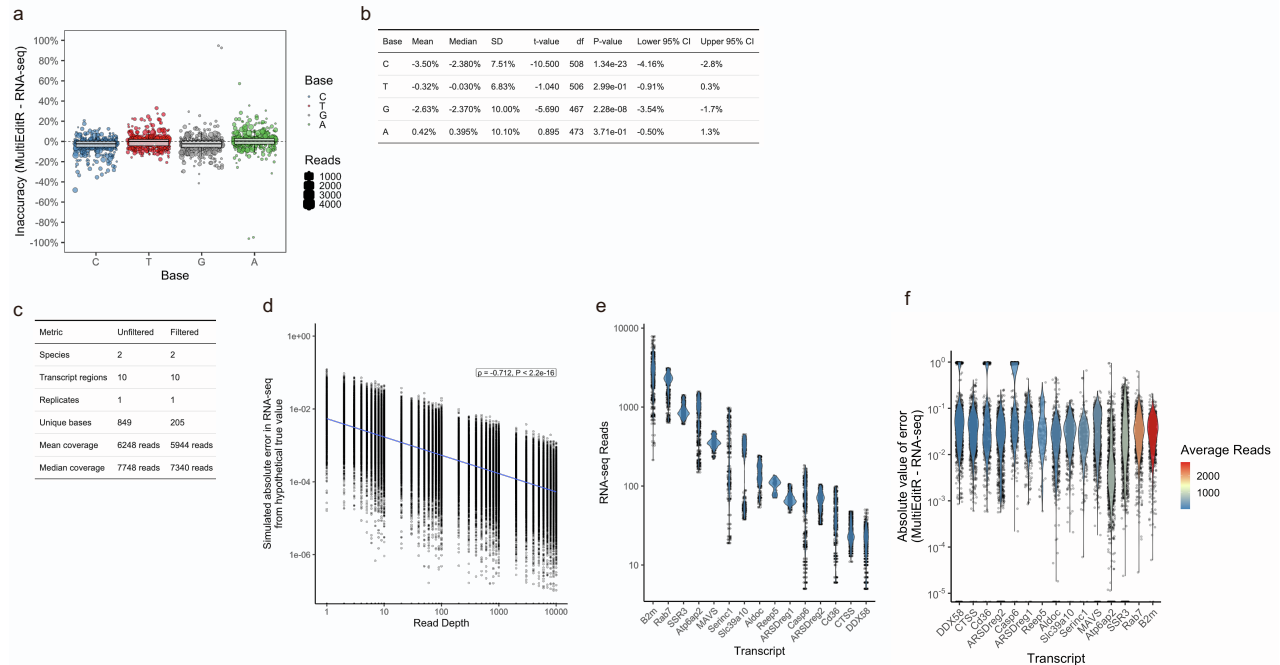 a
Inaccuracy (MultiEditR - RNA-seq)
100%
80%
60%
40%
20%
0%
-20%
-40%
-60%
-80%
-100%
C T G A
Base
Base
C
T
G
A
Reads
1000
2000
3000
4000
b
Base Mean Median SD t-value df P-value Lower 95% CI Upper 95% CI
C -3.50% -2.380% 7.51% -10.500 508 1.34e-23 -4.16% -2.8%
T -0.32% -0.030% 6.83% -1.040 506 2.99e-01 -0.91% 0.3%
G -2.63% -2.370% 10.00% -5.690 467 2.28e-08 -3.54% -1.7%
A 0.42% 0.395% 10.10% 0.895 473 3.71e-01 -0.50% 1.3%
c
Metric Unfiltered Filtered
Species 2 2
Transcript regions 10 10
Replicates 1 1
Unique bases 849 205
Mean coverage 6248 reads 5944 reads
Median coverage 7748 reads 7340 reads
d
Simulated absolute error in RNA-seq
from hypothetical true value
1e+00
1e-02
1e-04
1e-06
ρ = -0.712, P < 2.2e-16
1 10 100 1000 10000
Read Depth
e
RNA-seq Reads
10000
1000
100
10
B2m Rab7 SSR3 Atp6ap2 MAVS Serinc1 Slc39a10 Aldoc Reep5 ARSDreg1 Casp6 ARSDreg2 Cd36 CTSS DDX58
Transcript
f
Absolute value of error
(MultiEditR - RNA-seq)
10⁰
10⁻¹
10⁻²
10⁻³
10⁻⁴
10⁻⁵
DDX58 CTSS Cd36 ARSDreg2 Casp6 ARSDreg1 Reep5 Aldoc Slc39a10 Serinc1 MAVS Atp6ap2 SSR3 Rab7 B2m
Transcript
Average Reads
2000
1000